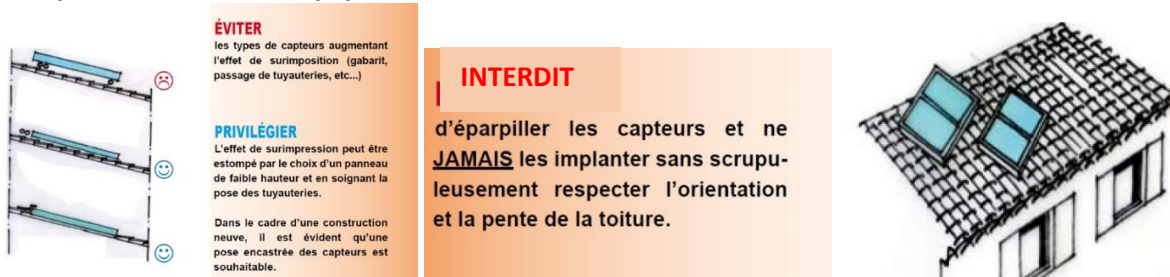 ÉVITER
les types de capteurs augmentant
l'effet de surimposition (gabarit,
passage de tuyauteries, etc...)
PRIVILÉGIER
L'effet de surimpression peut être
estompé par le choix d'un panneau
de faible hauteur et en soignant la
pose des tuyauteries.
Dans le cadre d'une construction
neuve, il est évident qu'une
pose encastrée des capteurs est
souhaitable.
INTERDIT
d'éparpiller les capteurs et ne
JAMAIS les implanter sans scrupu-
leusement respecter l'orientation
et la pente de la toiture.